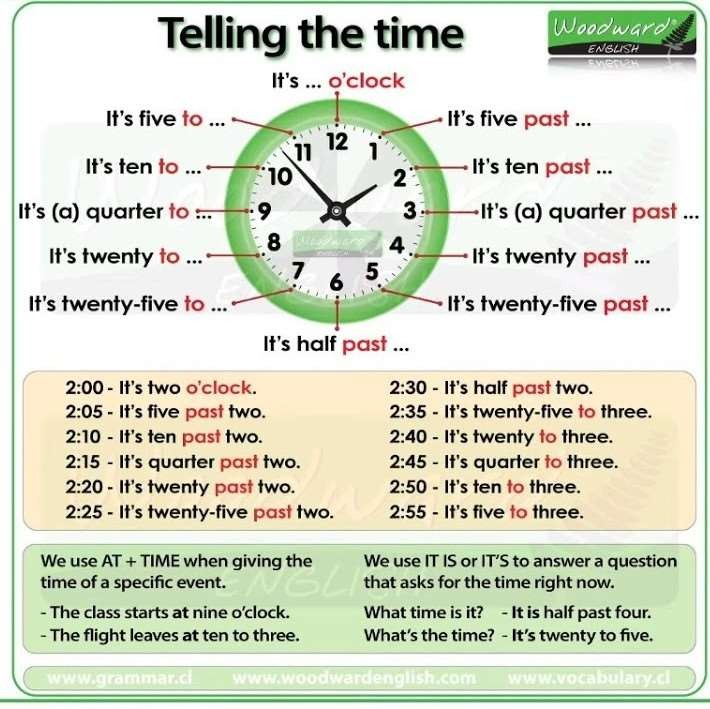 Telling the time
Woodward®
ENGLISH
It's ... o'clock
It's five to ...
It's five past ...
It's ten to ...
It's ten past ...
It's (a) quarter to ...
It's (a) quarter past ...
It's twenty to ...
It's twenty past ...
It's twenty-five to ...
It's twenty-five past ...
It's half past ...
12
1
2
3
4
5
6
7
8
9
10
11
Woodward
ENGLISH
2:00 - It's two o'clock.
2:05 - It's five past two.
2:10 - It's ten past two.
2:15 - It's quarter past two.
2:20 - It's twenty past two.
2:25 - It's twenty-five past two.
2:30 - It's half past two.
2:35 - It's twenty-five to three.
2:40 - It's twenty to three.
2:45 - It's quarter to three.
2:50 - It's ten to three.
2:55 - It's five to three.
We use AT + TIME when giving the
time of a specific event.
- The class starts at nine o'clock.
- The flight leaves at ten to three.
We use IT IS or IT'S to answer a question
that asks for the time right now.
What time is it? - It is half past four.
What's the time? - It's twenty to five.
www.grammar.cl www.woodwardenglish.com www.vocabulary.cl